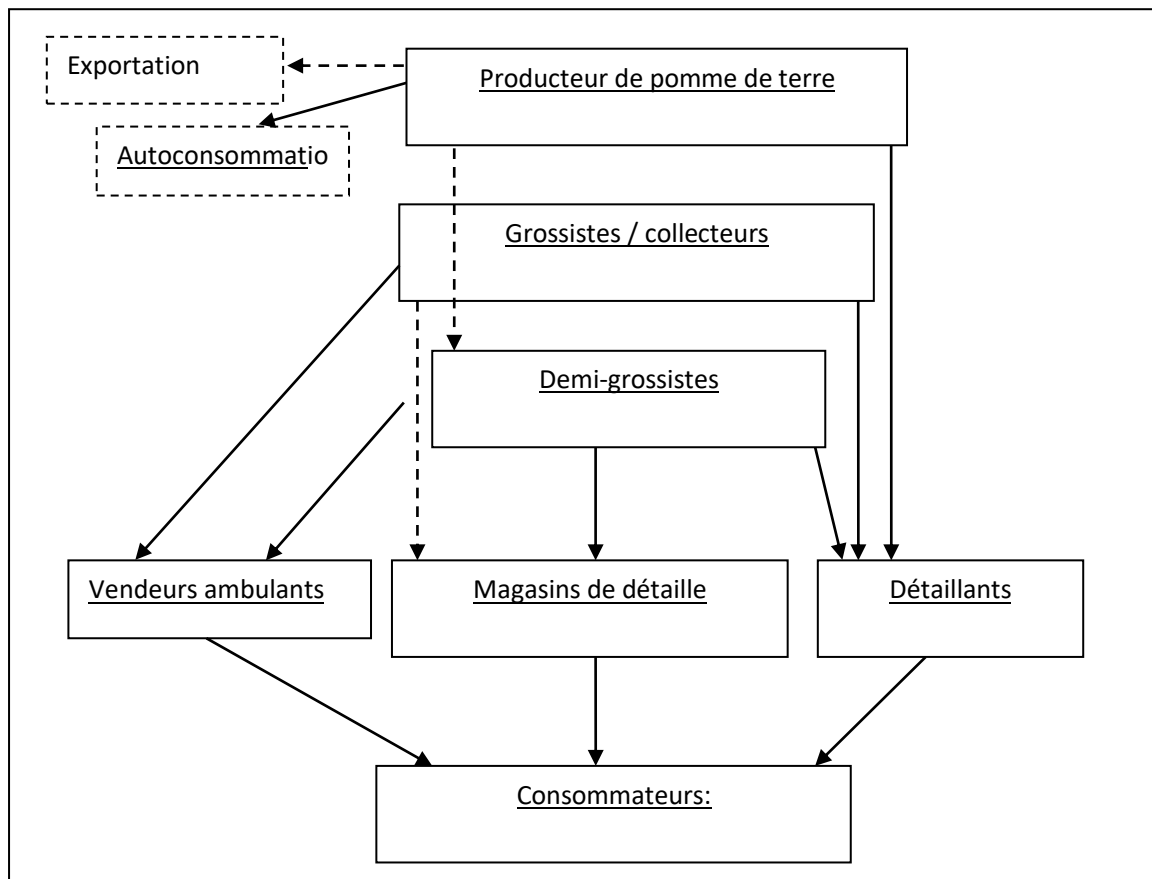 Exportation
Producteur de pomme de terre
Autoconsommatio
Grossistes / collecteurs
Demi-grossistes
Vendeurs ambulants
Magasins de détaille
Détaillants
Consommateurs: